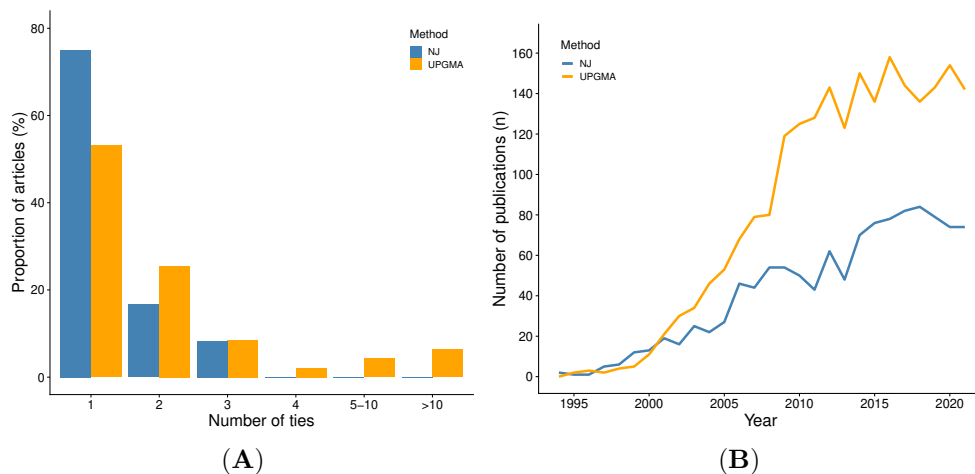 80
60
40
20
0
Proportion of articles (%)
Method
NJ
UPGMA
1 2 3 4 5−10 >10
Number of ties
(A)
160
140
120
100
80
60
40
20
0
Number of publications (n)
Method
NJ
UPGMA
1995 2000 2005 2010 2015 2020
Year
(B)